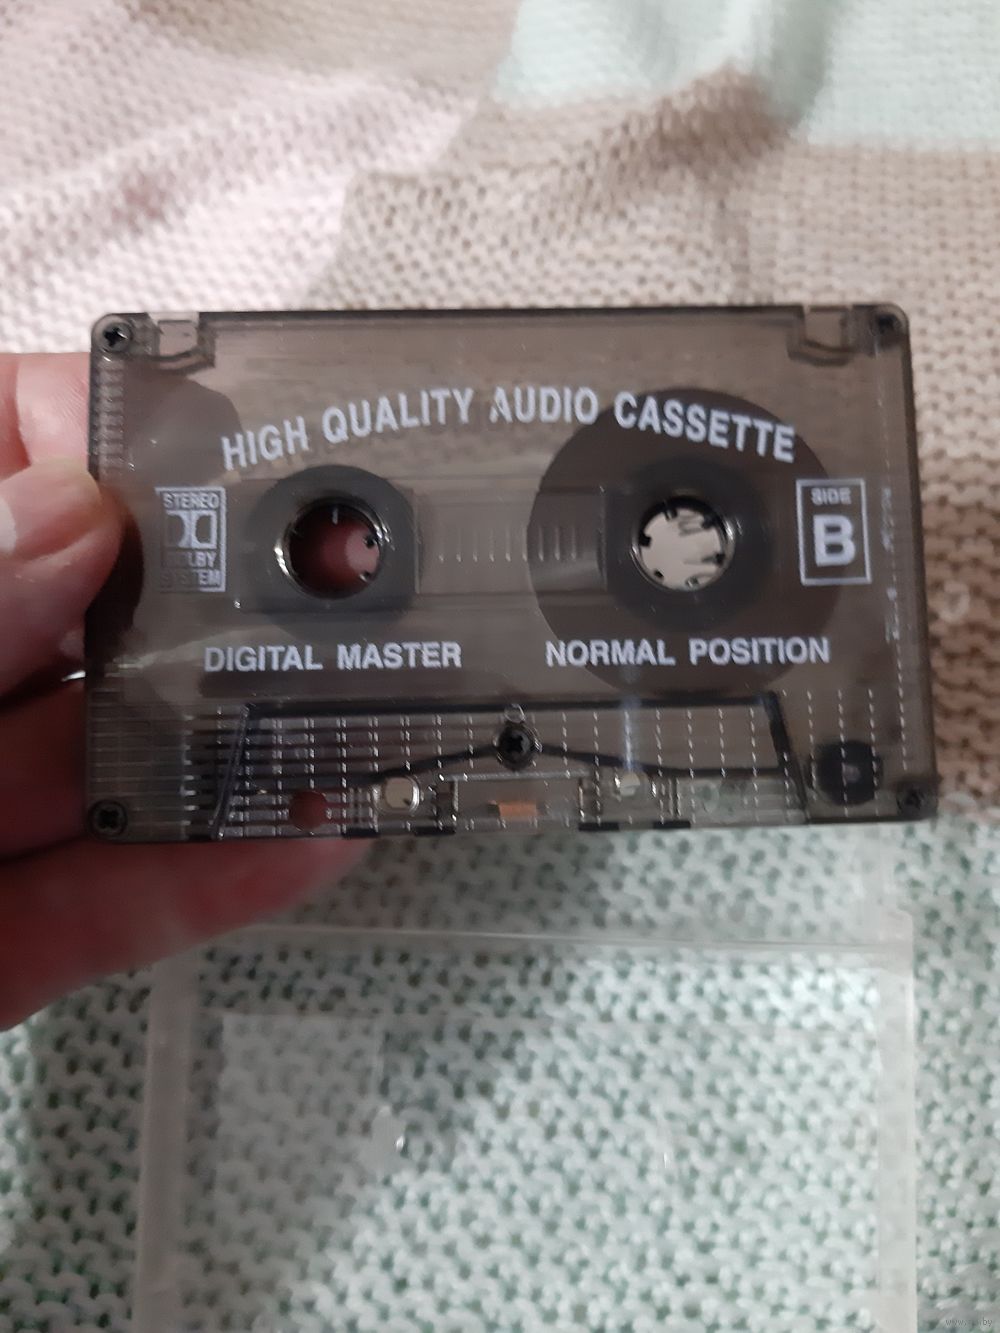 HIGH QUALITY AUDIO CASSETTE
STEREO
DOLBY
SYSTEM
SIDE
B
DIGITAL MASTER
NORMAL POSITION